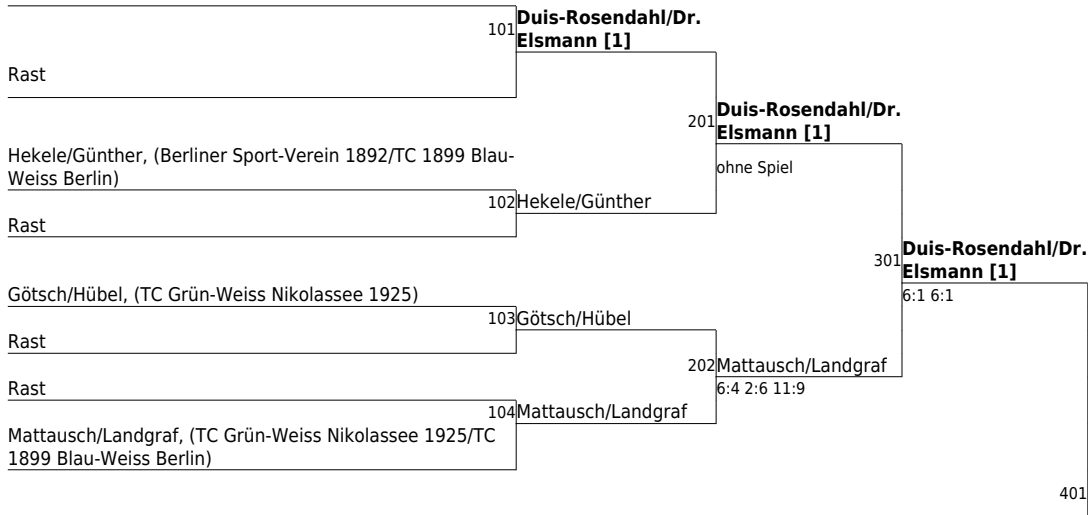 101
Duis-Rosendahl/Dr.
Elsmann [1]
Rast
201
Duis-Rosendahl/Dr.
Elsmann [1]
ohne Spiel
Hekele/Günther, (Berliner Sport-Verein 1892/TC 1899 Blau-
Weiss Berlin)
102
Hekele/Günther
Rast
301
Duis-Rosendahl/Dr.
Elsmann [1]
6:1 6:1
Götsch/Hübel, (TC Grün-Weiss Nikolassee 1925)
103
Götsch/Hübel
Rast
202
Mattausch/Landgraf
6:4 2:6 11:9
Rast
104
Mattausch/Landgraf
Mattausch/Landgraf, (TC Grün-Weiss Nikolassee 1925/TC
1899 Blau-Weiss Berlin)
401